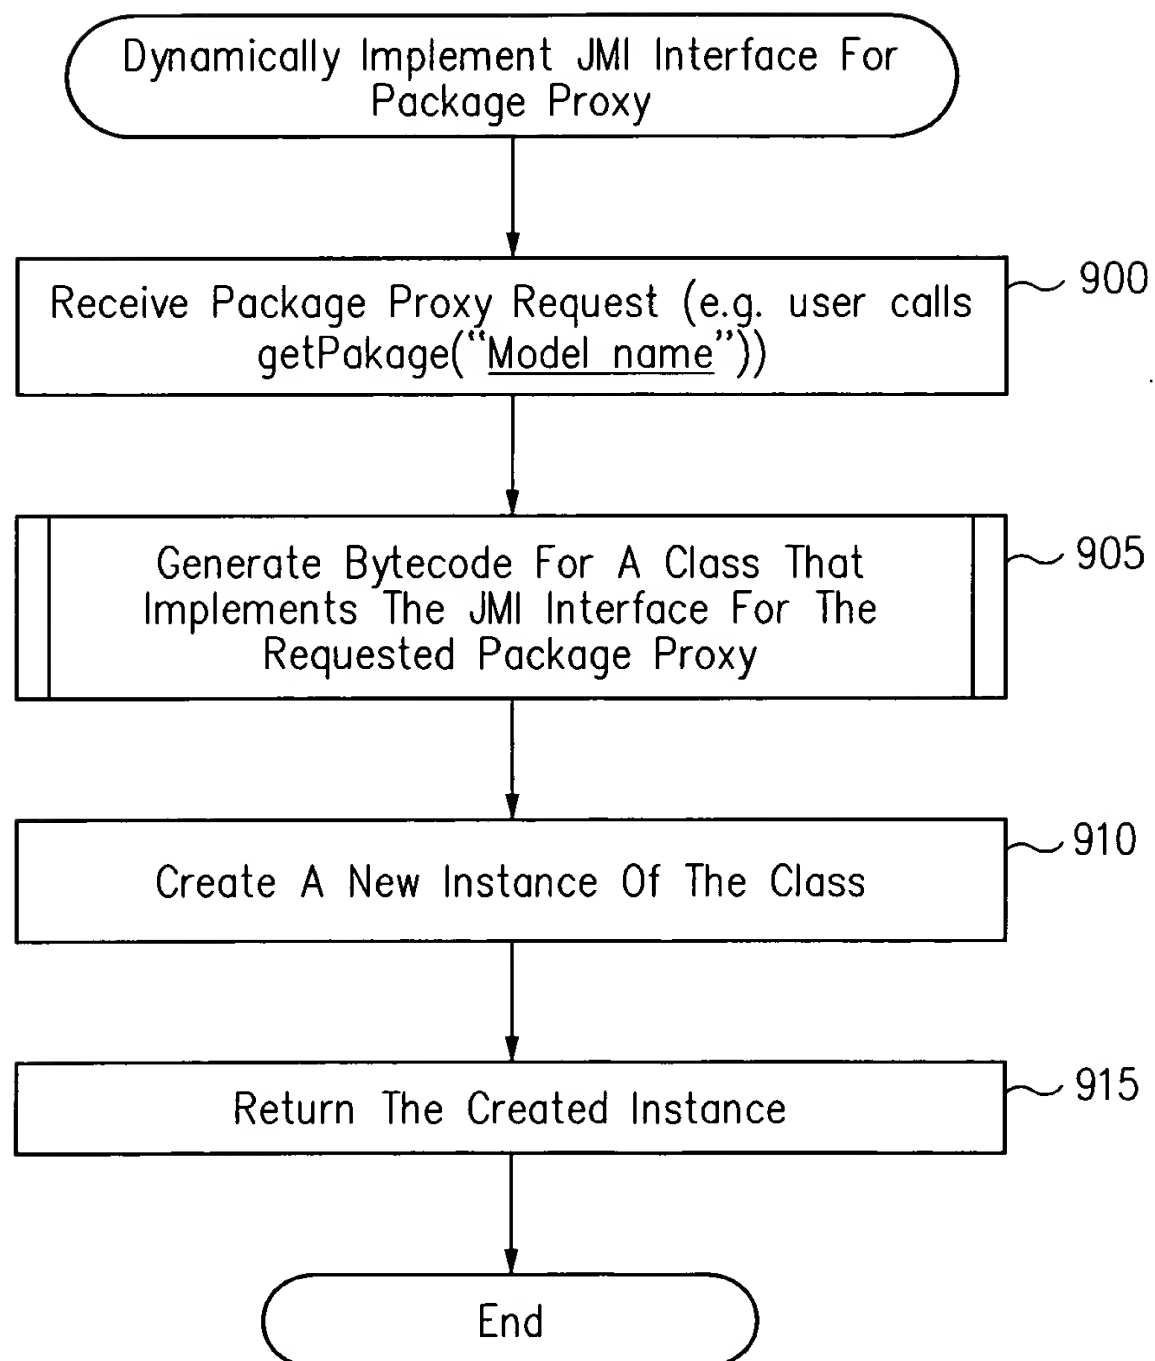 Dynamically Implement JMI Interface For
Package Proxy
900
Receive Package Proxy Request (e.g. user calls
getPakage(“Model name”))
905
Generate Bytecode For A Class That
Implements The JMI Interface For The
Requested Package Proxy
910
Create A New Instance Of The Class
915
Return The Created Instance
End